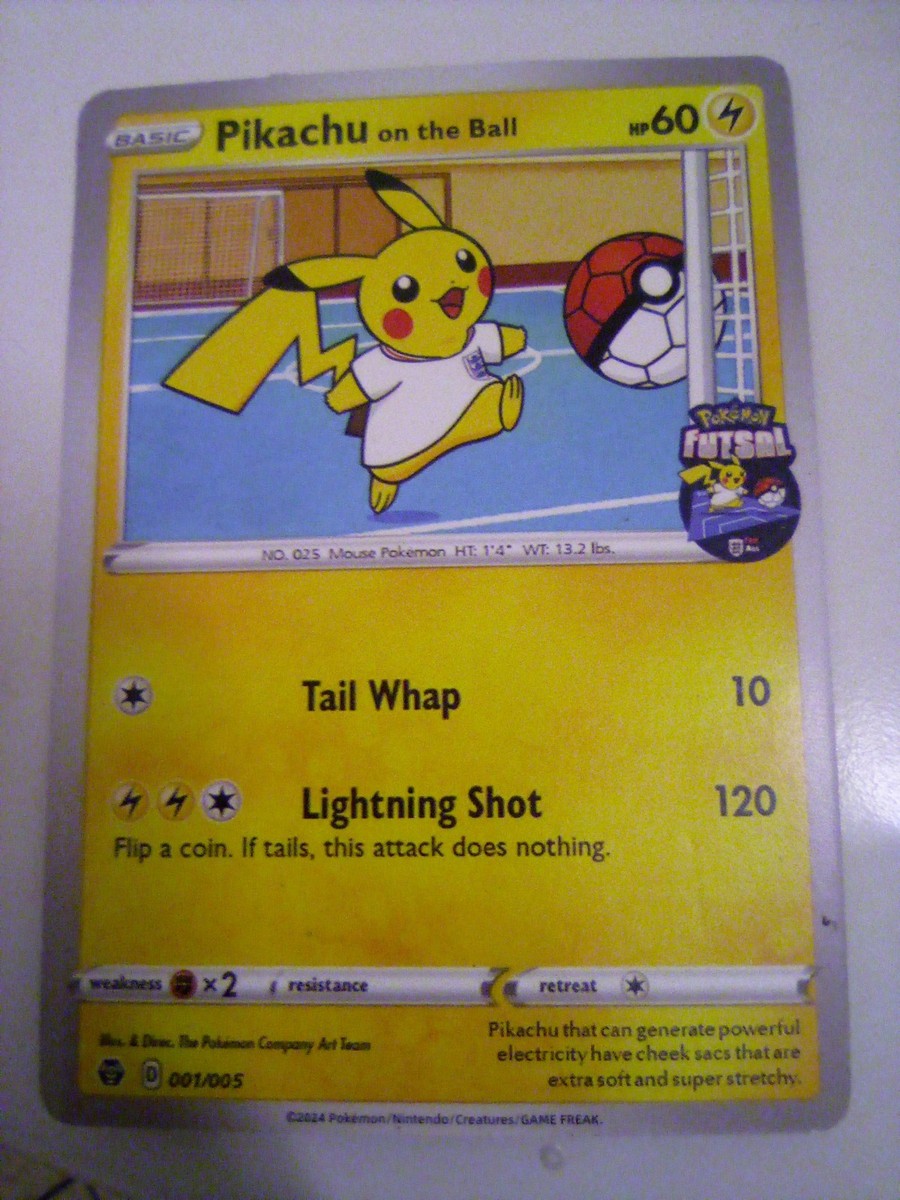 BASIC Pikachu on the Ball HP 60
POKÉMON
FUTSAL
NO. 025 Mouse Pokémon HT: 1'4" WT: 13.2 lbs.
Tail Whap 10
Lightning Shot 120
Flip a coin. If tails, this attack does nothing.
weakness ×2 resistance retreat
Illus. & Direc. The Pokémon Company Art Team
Pikachu that can generate powerful
electricity have cheek sacs that are
extra soft and super stretchy.
D 001/005
©2024 Pokémon/Nintendo/Creatures/GAME FREAK.